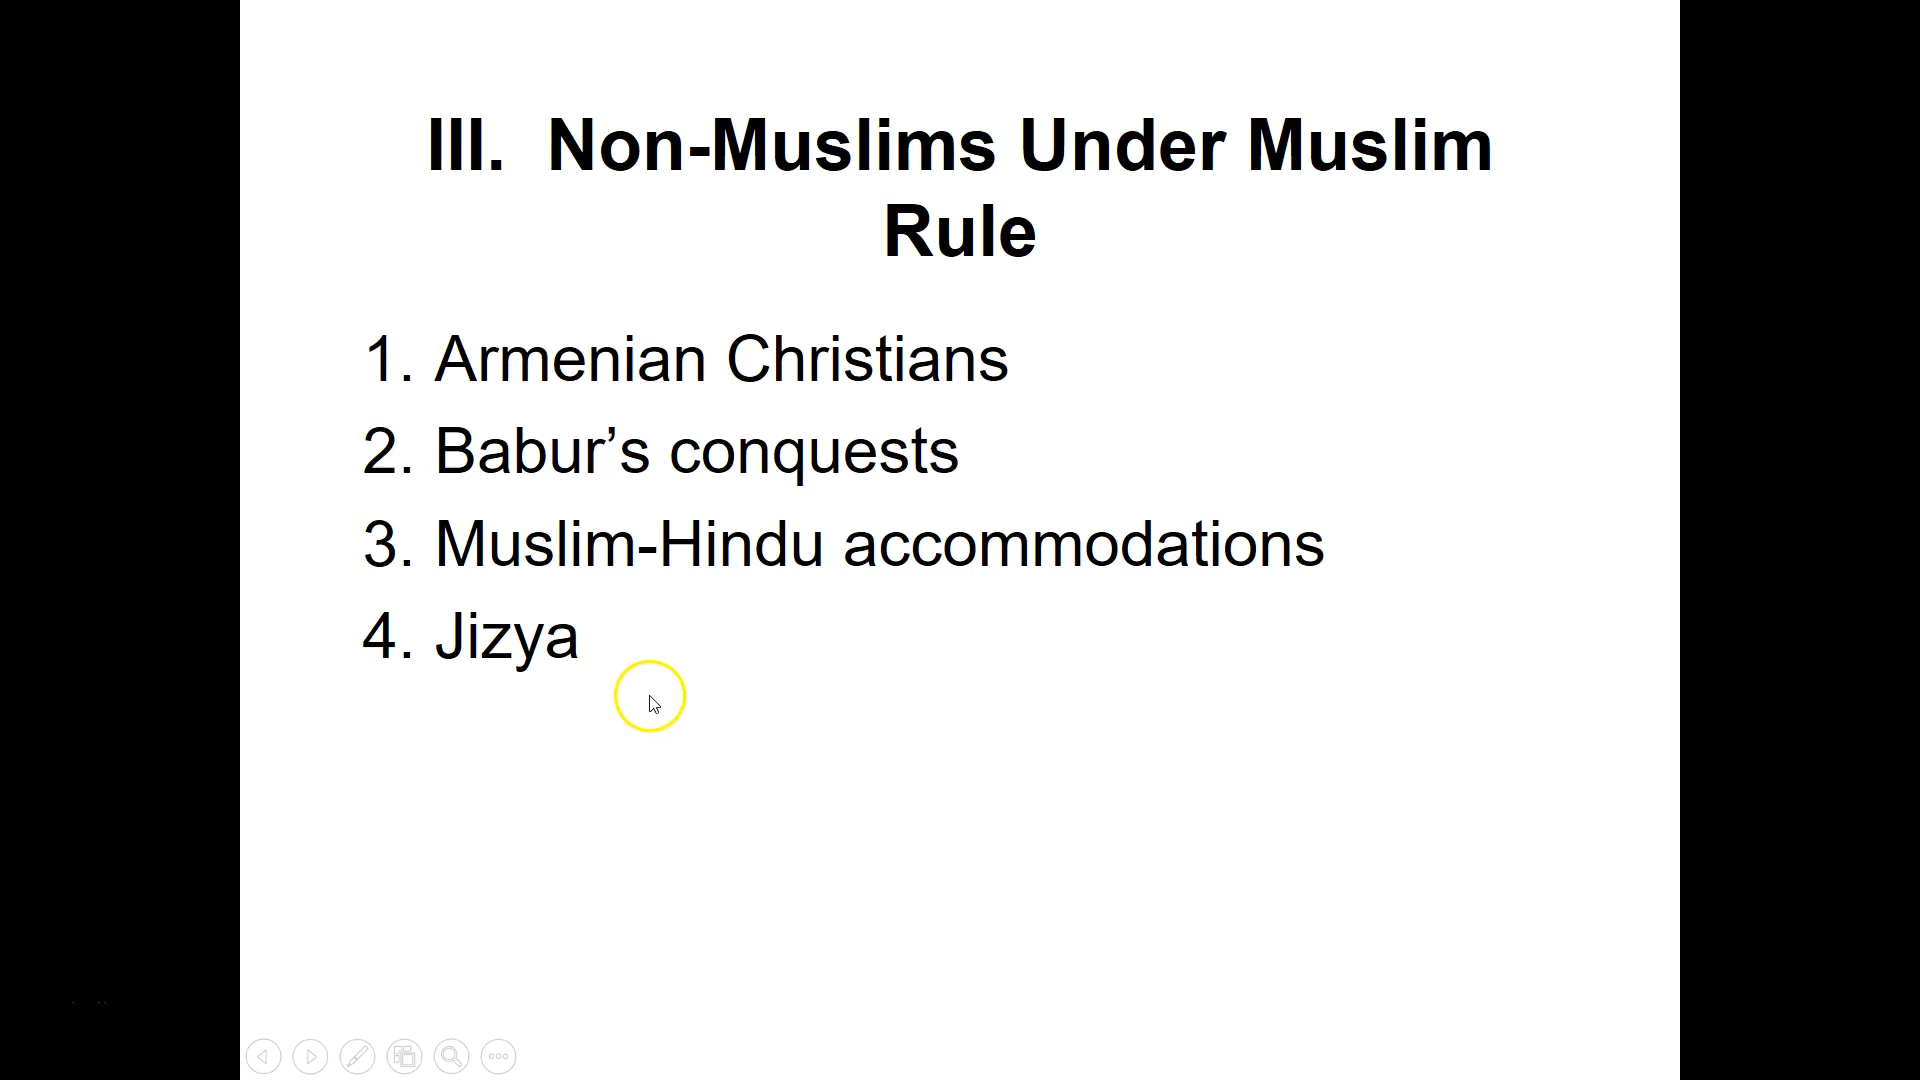 III. Non-Muslims Under Muslim
Rule
1. Armenian Christians
2. Babur’s conquests
3. Muslim-Hindu accommodations
4. Jizya